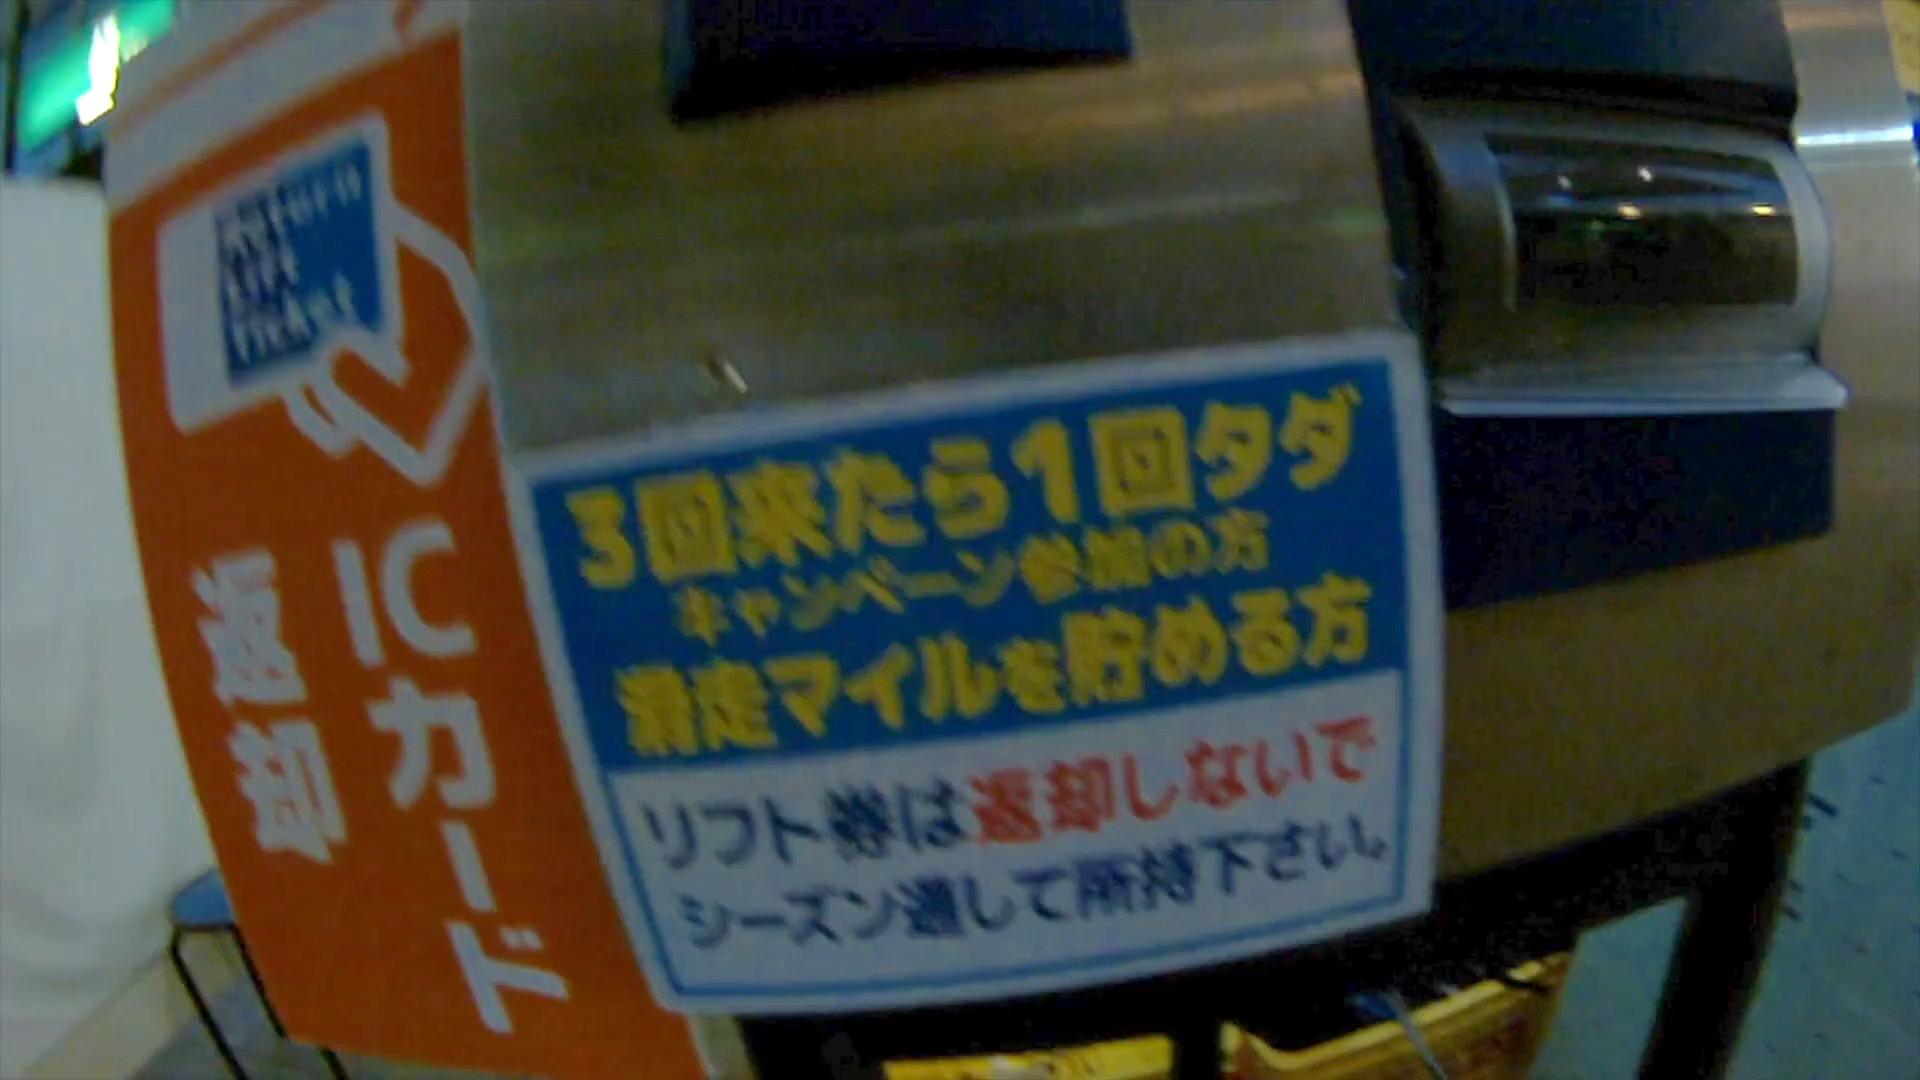 Return
Ticket
ICカード
返却
3回来たら1回タダ
キャンペーン参加の方
滑走マイルを貯める方
リフト券は返却しないで
シーズン通して所持下さい。